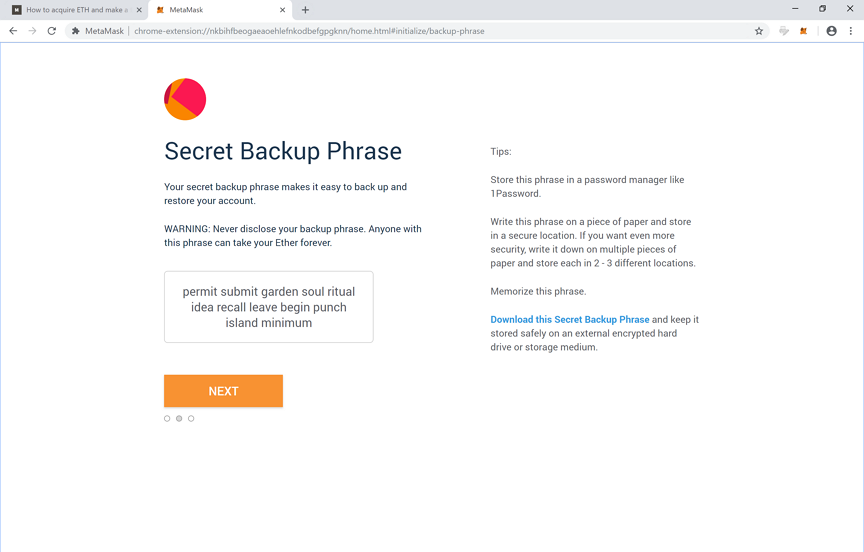 How to acquire ETH and make a
MetaMask
MetaMask
chrome-extension://nkbihfbeogaeaoehlefnkodbefgpgknn/home.html#initialize/backup-phrase
Secret Backup Phrase
Your secret backup phrase makes it easy to back up and
restore your account.
WARNING: Never disclose your backup phrase. Anyone with
this phrase can take your Ether forever.
permit submit garden soul ritual
idea recall leave begin punch
island minimum
NEXT
Tips:
Store this phrase in a password manager like
1Password.
Write this phrase on a piece of paper and store
in a secure location. If you want even more
security, write it down on multiple pieces of
paper and store each in 2 - 3 different locations.
Memorize this phrase.
Download this Secret Backup Phrase and keep it
stored safely on an external encrypted hard
drive or storage medium.